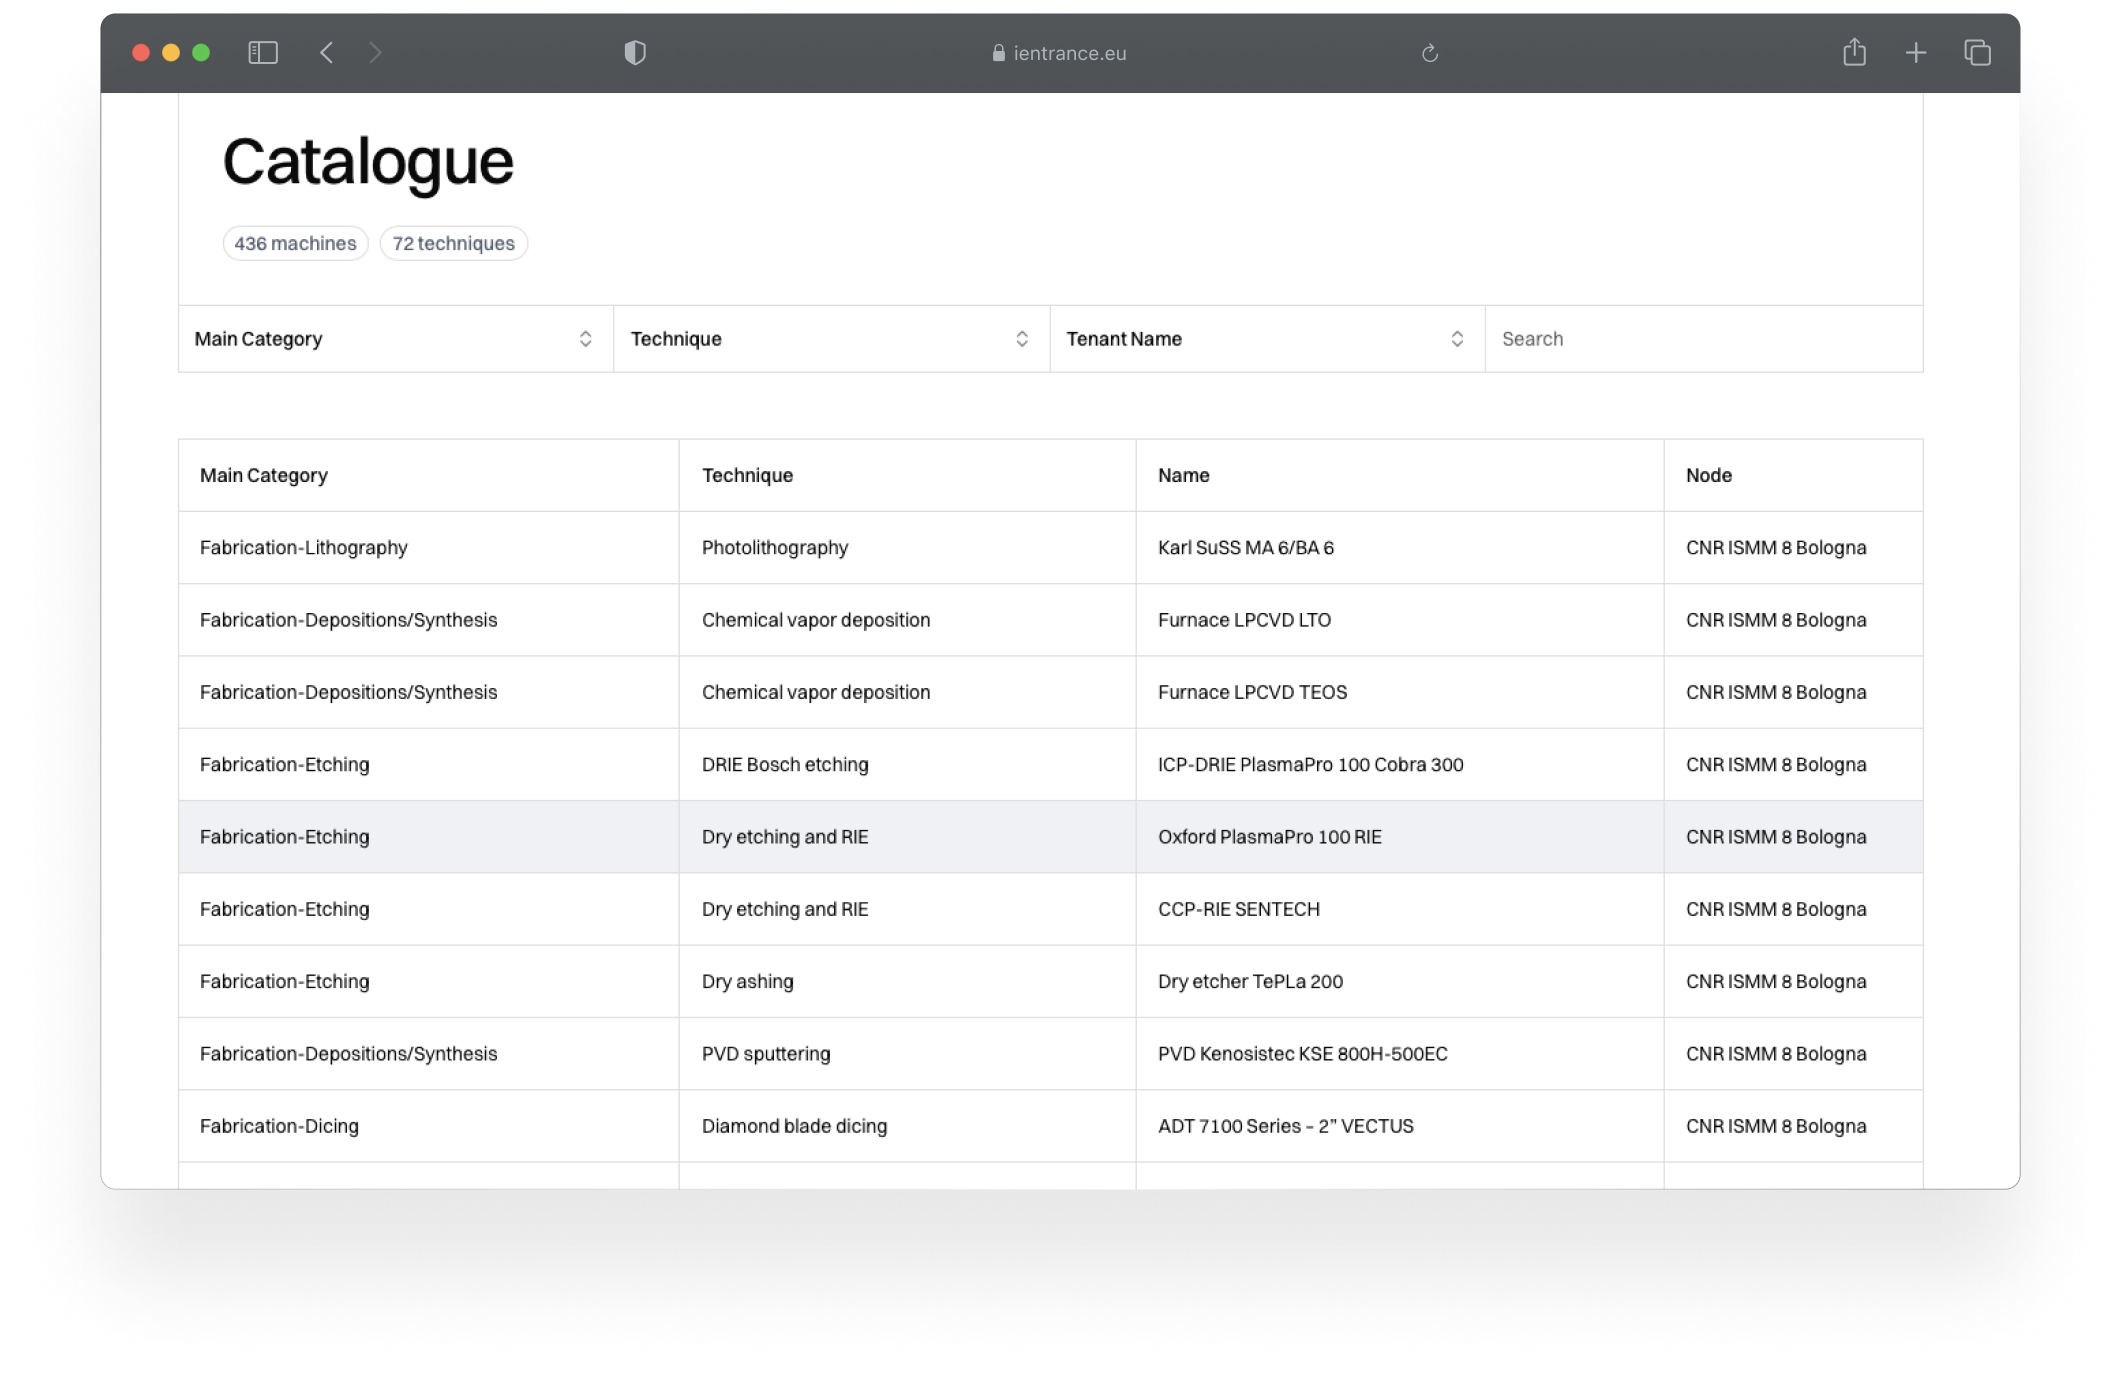 ientrance.eu
Catalogue
436 machines 72 techniques
Main Category Technique Tenant Name Search
Main Category Technique Name Node
Fabrication-Lithography Photolithography Karl SuSS MA 6/BA 6 CNR ISMM 8 Bologna
Fabrication-Depositions/Synthesis Chemical vapor deposition Furnace LPCVD LTO CNR ISMM 8 Bologna
Fabrication-Depositions/Synthesis Chemical vapor deposition Furnace LPCVD TEOS CNR ISMM 8 Bologna
Fabrication-Etching DRIE Bosch etching ICP-DRIE PlasmaPro 100 Cobra 300 CNR ISMM 8 Bologna
Fabrication-Etching Dry etching and RIE Oxford PlasmaPro 100 RIE CNR ISMM 8 Bologna
Fabrication-Etching Dry etching and RIE CCP-RIE SENTECH CNR ISMM 8 Bologna
Fabrication-Etching Dry ashing Dry etcher TePLa 200 CNR ISMM 8 Bologna
Fabrication-Depositions/Synthesis PVD sputtering PVD Kenosistec KSE 800H-500EC CNR ISMM 8 Bologna
Fabrication-Dicing Diamond blade dicing ADT 7100 Series – 2” VECTUS CNR ISMM 8 Bologna